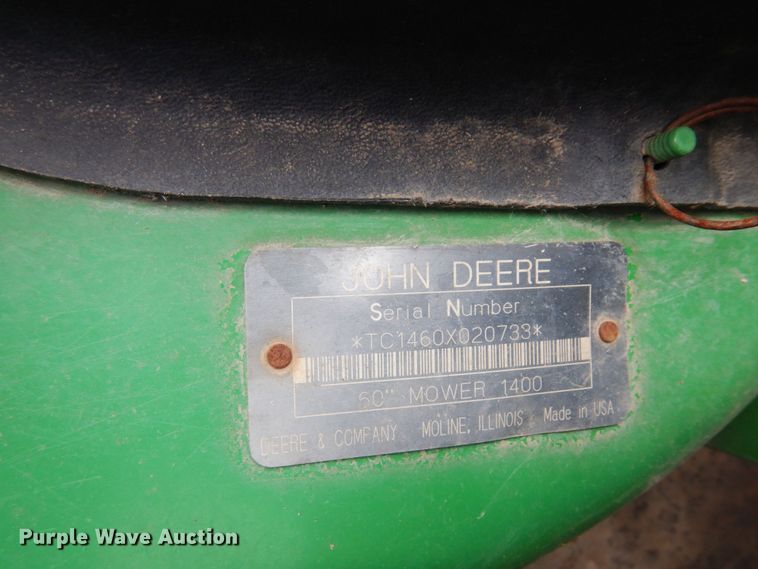 JOHN DEERE
Serial Number
*TC1460X020733*
60" MOWER 1400
DEERE & COMPANY MOLINE, ILLINOIS Made in USA
Purple Wave Auction